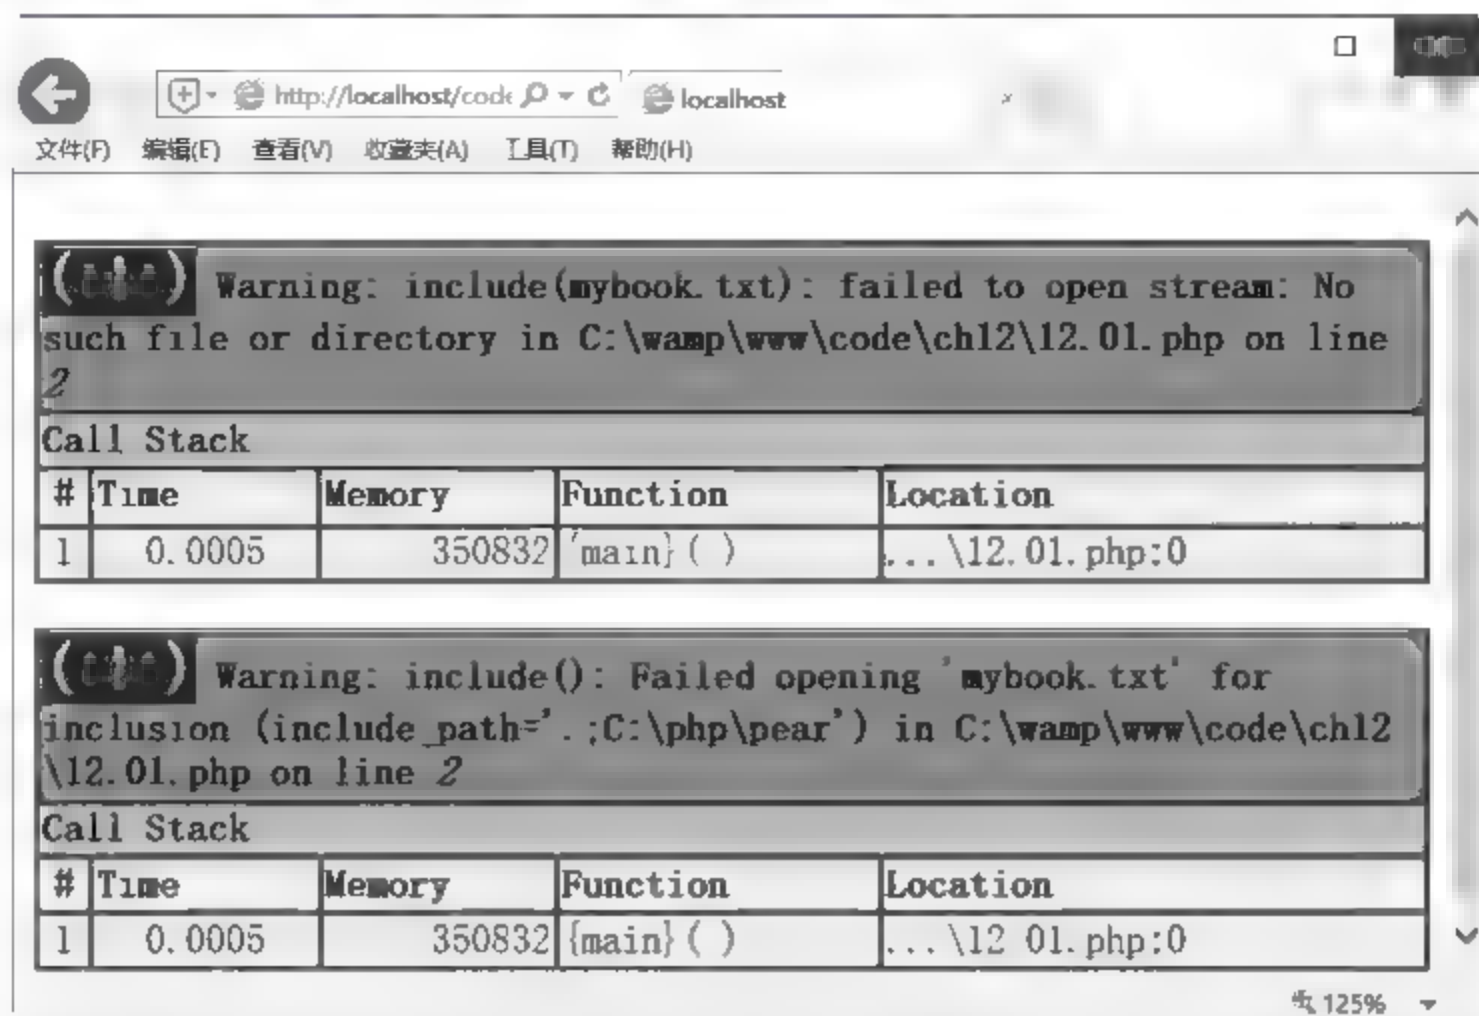 http://localhost/code
localhost
文件(F) 编辑(E) 查看(V) 收藏夹(A) 工具(T) 帮助(H)
Warning: include(mybook.txt): failed to open stream: No
such file or directory in C:\wamp\www\code\ch12\12.01.php on line
2
Call Stack
# Time Memory Function Location
1 0.0005 350832 {main}( ) ...\12.01.php:0
Warning: include(): Failed opening 'mybook.txt' for
inclusion (include_path='.;C:\php\pear') in C:\wamp\www\code\ch12
\12.01.php on line 2
Call Stack
# Time Memory Function Location
1 0.0005 350832 {main}( ) ...\12.01.php:0
125%